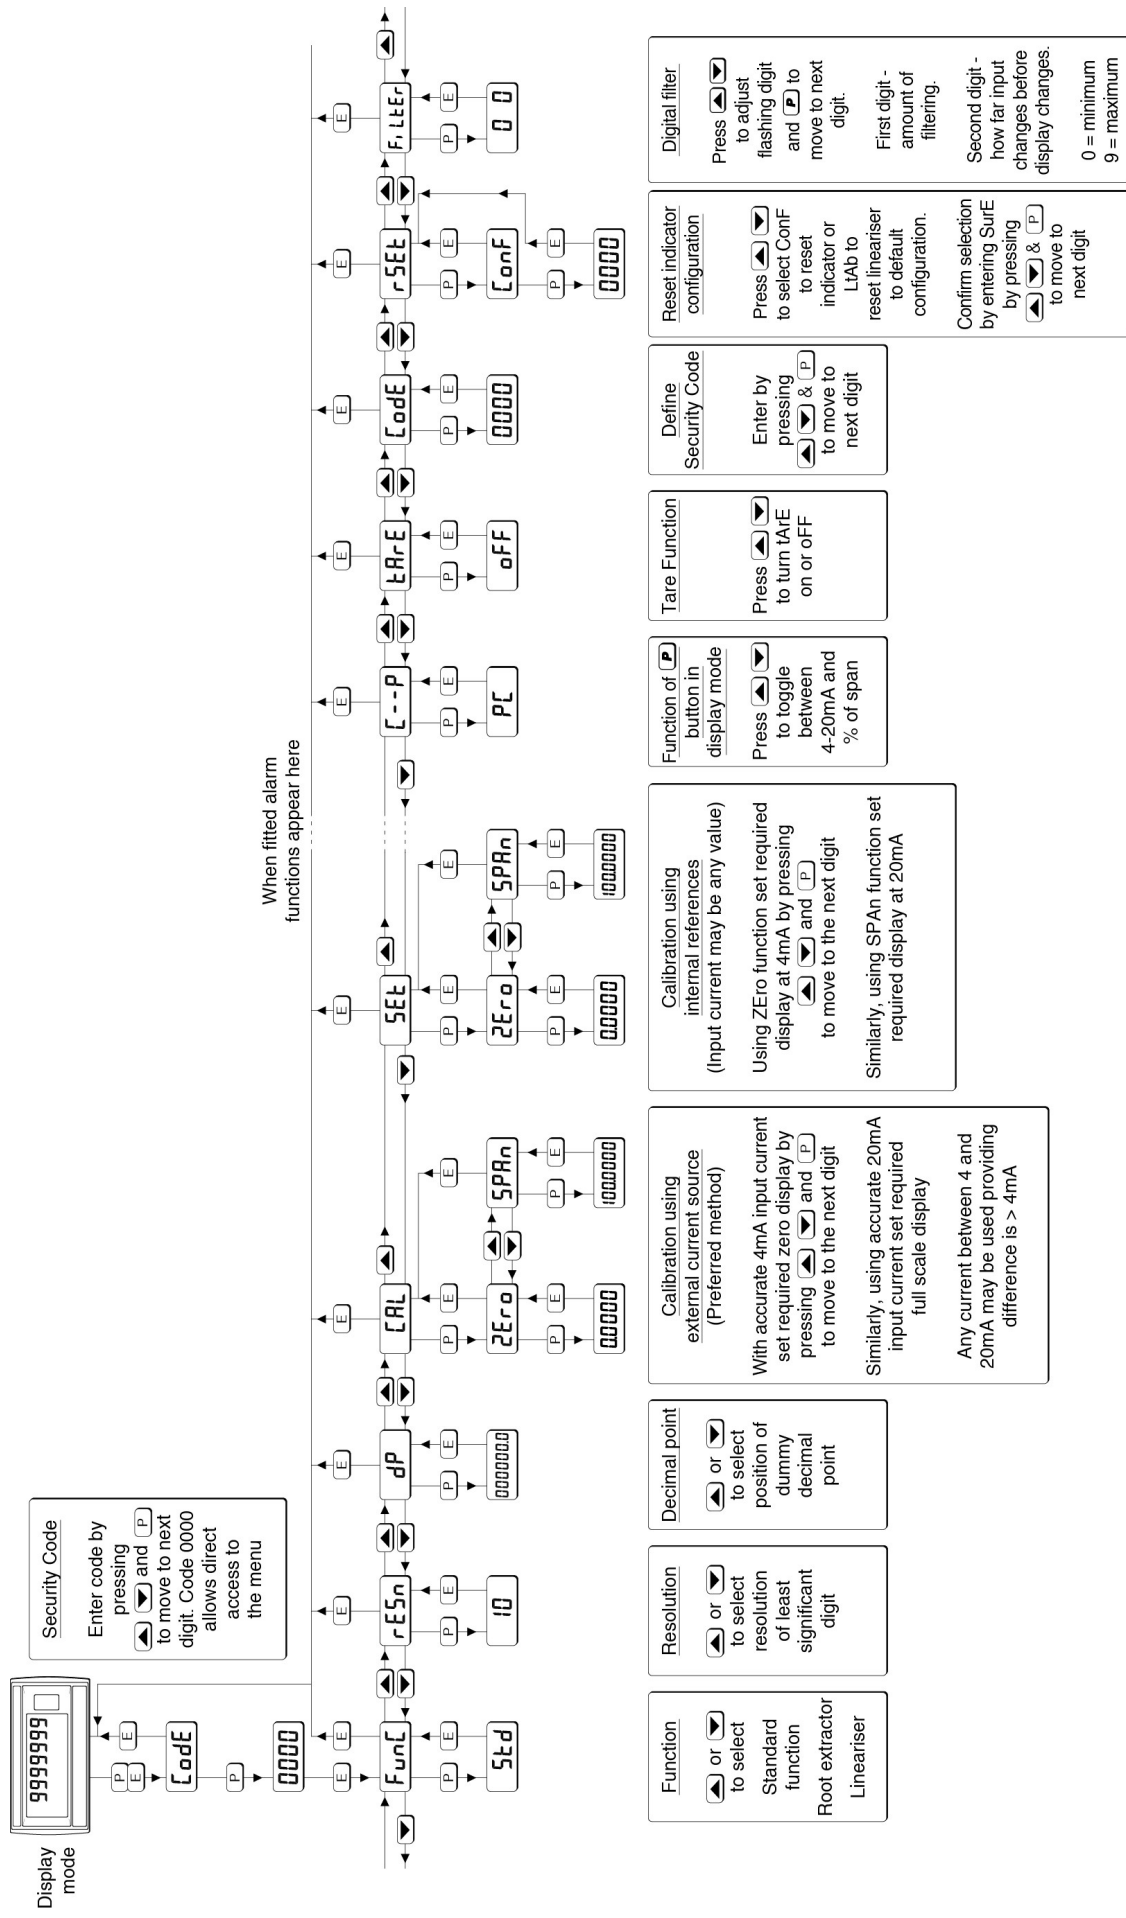 Display
mode
99999999
P
E
E
CodE
P
0000
E
Security Code
Enter code by
pressing
▲ ▼ and P
to move to next
digit. Code 0000
allows direct
access to
the menu
When fitted alarm
functions appear here
E
FunC
P
E
Std
E
rESn
P
E
10
E
dP
P
E
000000.0
E
CAL
P
E
E
ZEro
SPAn
P
E
P
E
0.0000
100.0000
E
SEt
P
E
E
ZEro
SPAn
P
E
P
E
0.0000
100.0000
E
C--P
P
E
PC
E
tArE
P
E
oFF
E
CodE
P
E
0000
E
rSEt
P
E
ConF
P
E
0000
E
FiLtEr
P
E
0 0
Function
▲ or ▼
to select
Standard
function
Root extractor
Lineariser
Resolution
▲ or ▼
to select
resolution
of least
significant
digit
Decimal point
▲ or ▼
to select
position of
dummy
decimal
point
Calibration using
external current source
(Preferred method)
With accurate 4mA input current
set required zero display by
pressing ▲ ▼ and P
to move to the next digit
Similarly, using accurate 20mA
input current set required
full scale display
Any current between 4 and
20mA may be used providing
difference is > 4mA
Calibration using
internal references
(Input current may be any value)
Using ZEro function set required
display at 4mA by pressing
▲ ▼ and P
to move to the next digit
Similarly, using SPAn function set
required display at 20mA
Function of P
button in
display mode
Press ▲ ▼
to toggle
between
4-20mA and
% of span
Tare Function
Press ▲ ▼
to turn tArE
on or oFF
Define
Security Code
Enter by
pressing
▲ ▼ & P
to move to
next digit
Reset indicator
configuration
Press ▲ ▼
to select ConF
to reset
indicator or
LtAb to
reset lineariser
to default
configuration.
Confirm selection
by entering SurE
by pressing
▲ ▼ & P
to move to
next digit
Digital filter
Press ▲ ▼
to adjust
flashing digit
and P to
move to next
digit.
First digit -
amount of
filtering.
Second digit -
how far input
changes before
display changes.
0 = minimum
9 = maximum